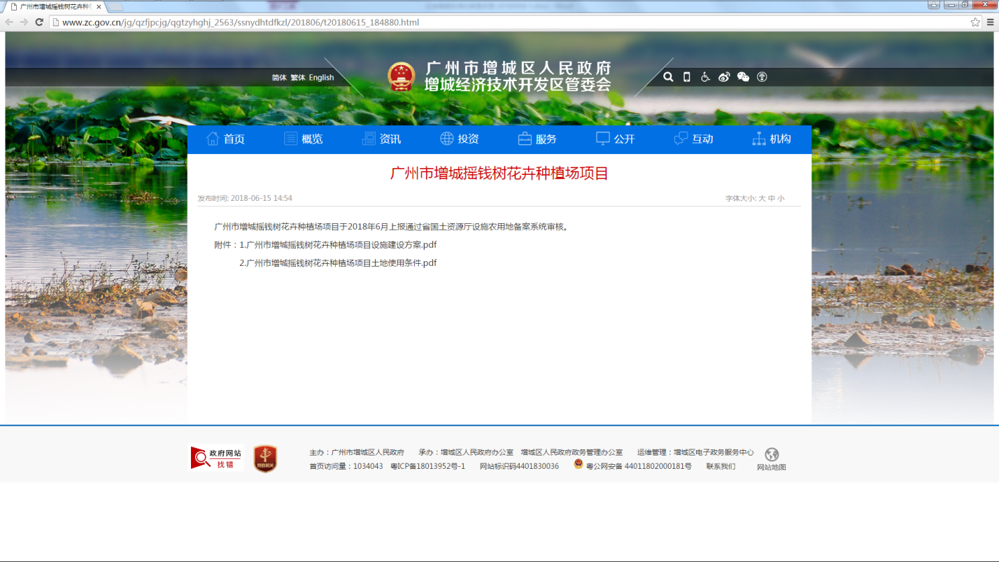 广州市增城摇钱树花卉种
www.zc.gov.cn/jg/qzfjpcjg/qgtzyhghj_2563/ssnydhtdfkzl/201806/t20180615_184880.html
简体 繁体 English
广州市增城区人民政府
增城经济技术开发区管委会
首页 概览 资讯 投资 服务 公开 互动 机构
广州市增城摇钱树花卉种植场项目
发布时间: 2018-06-15 14:54 字体大小: 大 中 小
广州市增城摇钱树花卉种植场项目于2018年6月上报通过省国土资源厅设施农用地备案系统审核。
附件：1.广州市增城摇钱树花卉种植场项目设施建设方案.pdf
2.广州市增城摇钱树花卉种植场项目土地使用条件.pdf
政府网站
找错
党政机关
主办：广州市增城区人民政府 承办：增城区人民政府办公室 增城区人民政府政务管理办公室 运维管理：增城区电子政务服务中心
首页访问量：1034043 粤ICP备18013952号-1 网站标识码4401830036 粤公网安备 44011802000181号 联系我们
网站地图